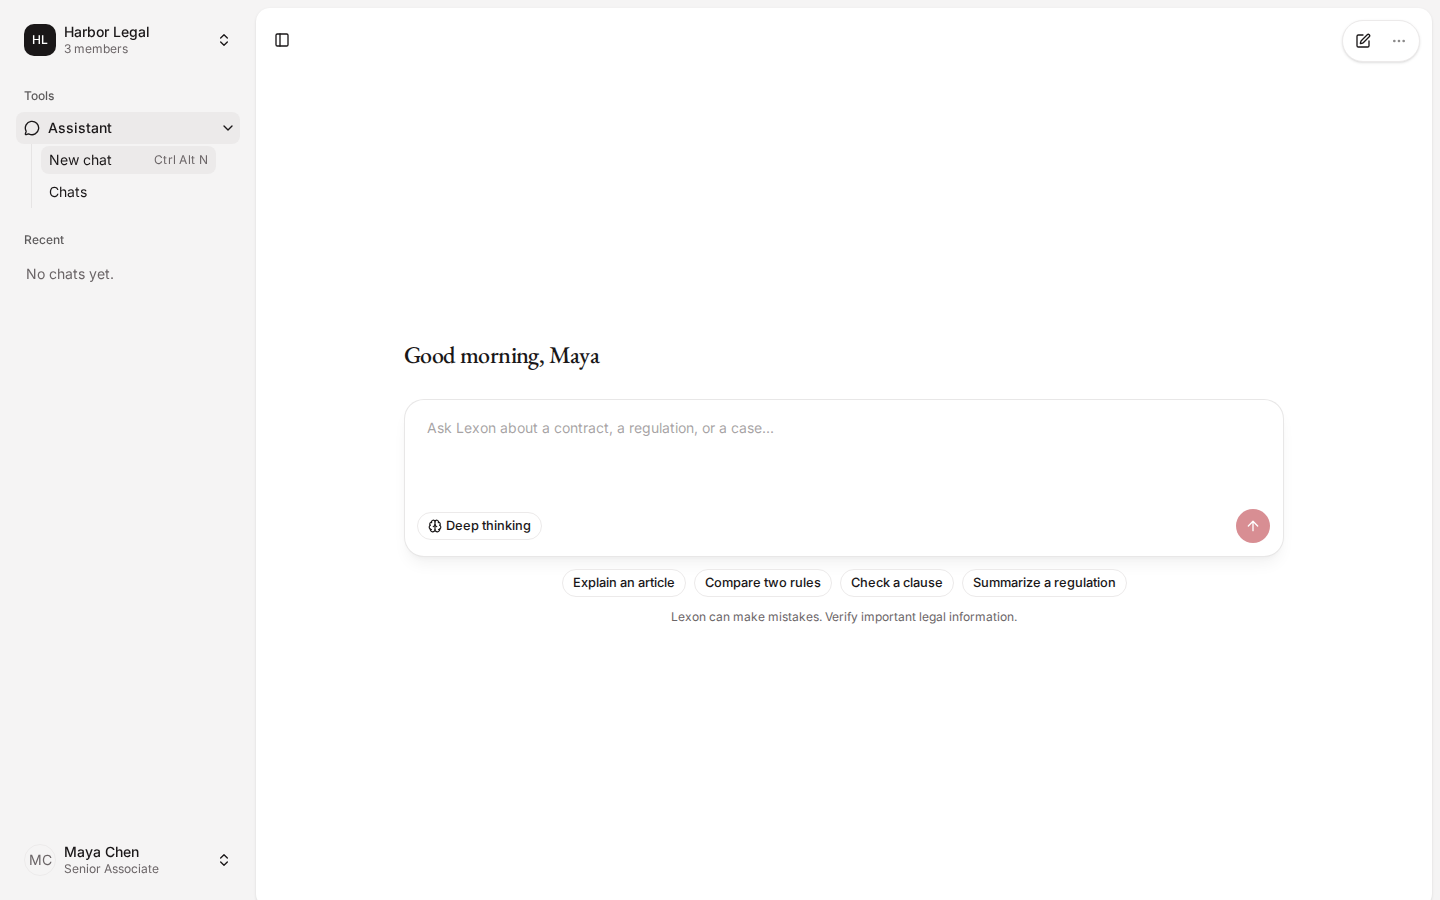 HL
Harbor Legal
3 members
Tools
Assistant
New chat Ctrl Alt N
Chats
Recent
No chats yet.
Good morning, Maya
Ask Lexon about a contract, a regulation, or a case...
Deep thinking
Explain an article
Compare two rules
Check a clause
Summarize a regulation
Lexon can make mistakes. Verify important legal information.
MC
Maya Chen
Senior Associate